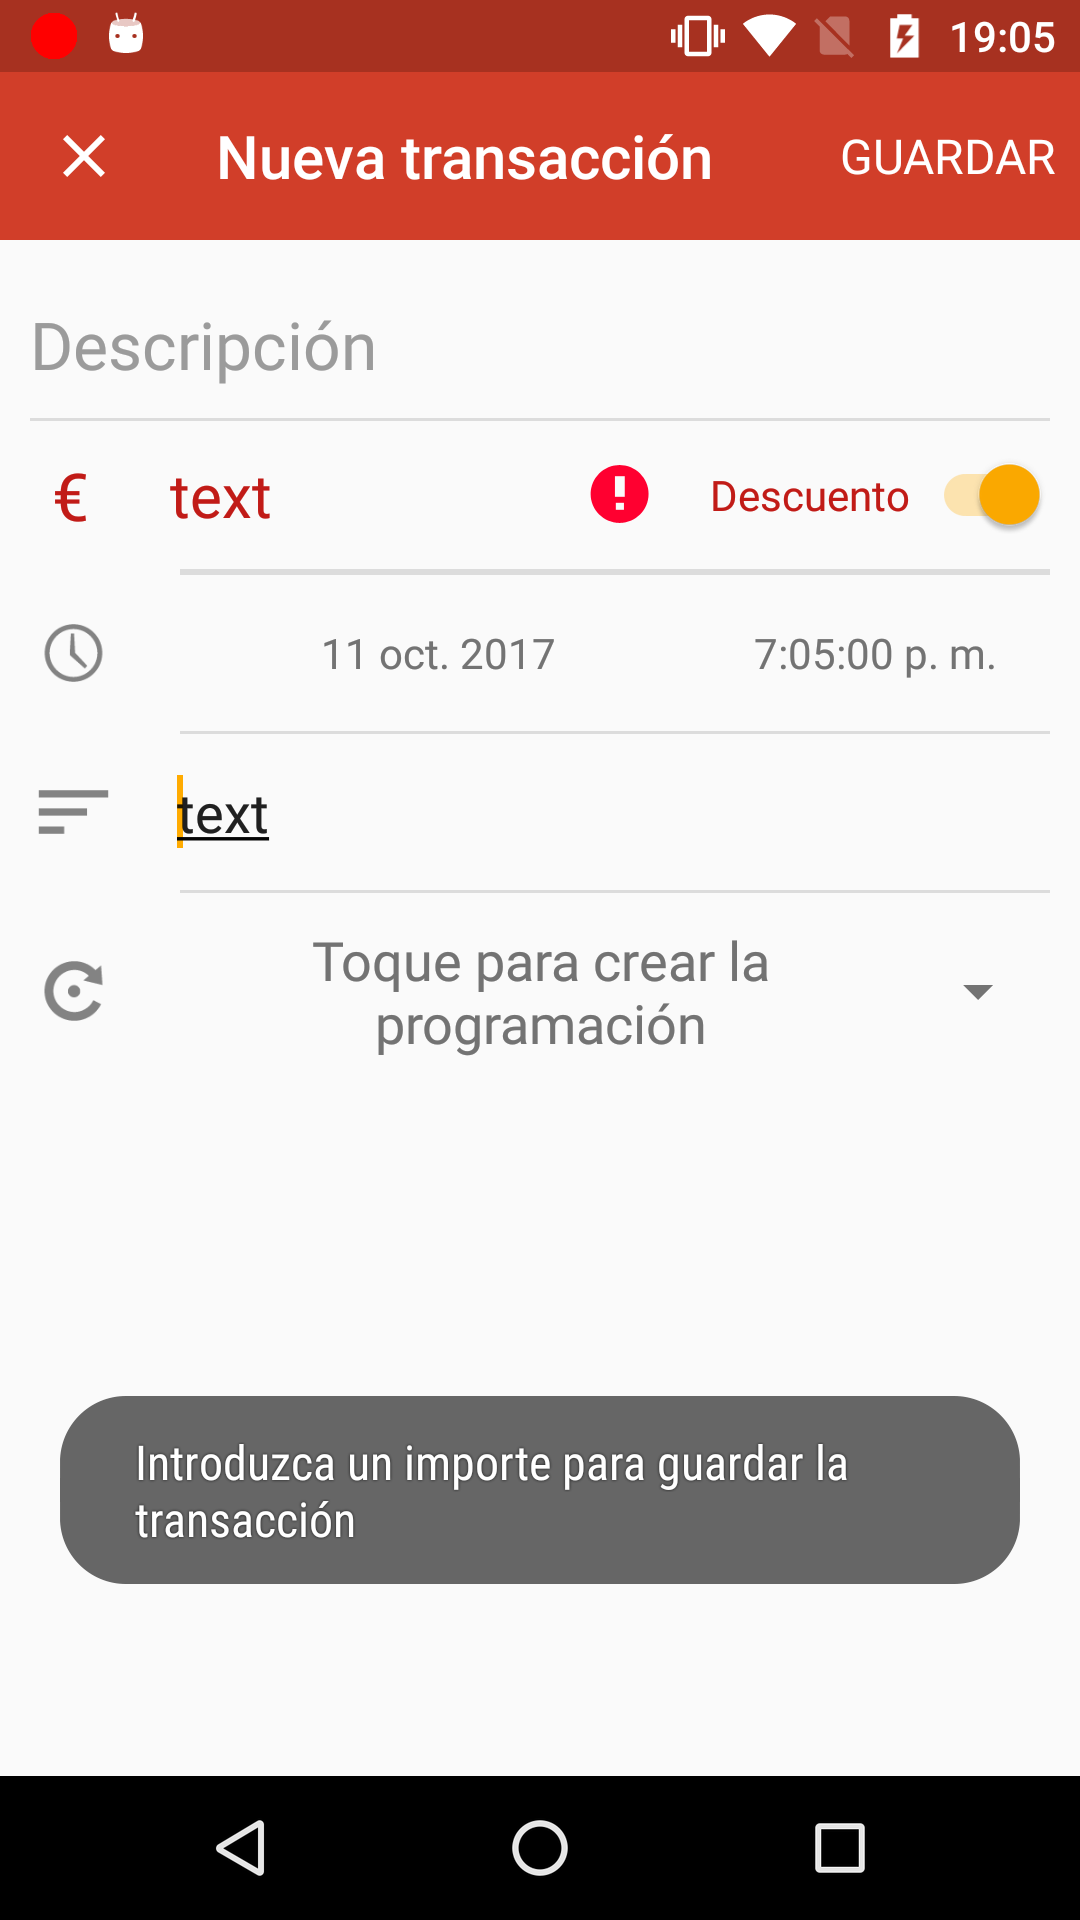 19:05
Nueva transacción
GUARDAR
Descripción
€ text Descuento
11 oct. 2017 7:05:00 p. m.
text
Toque para crear la
programación
Introduzca un importe para guardar la
transacción